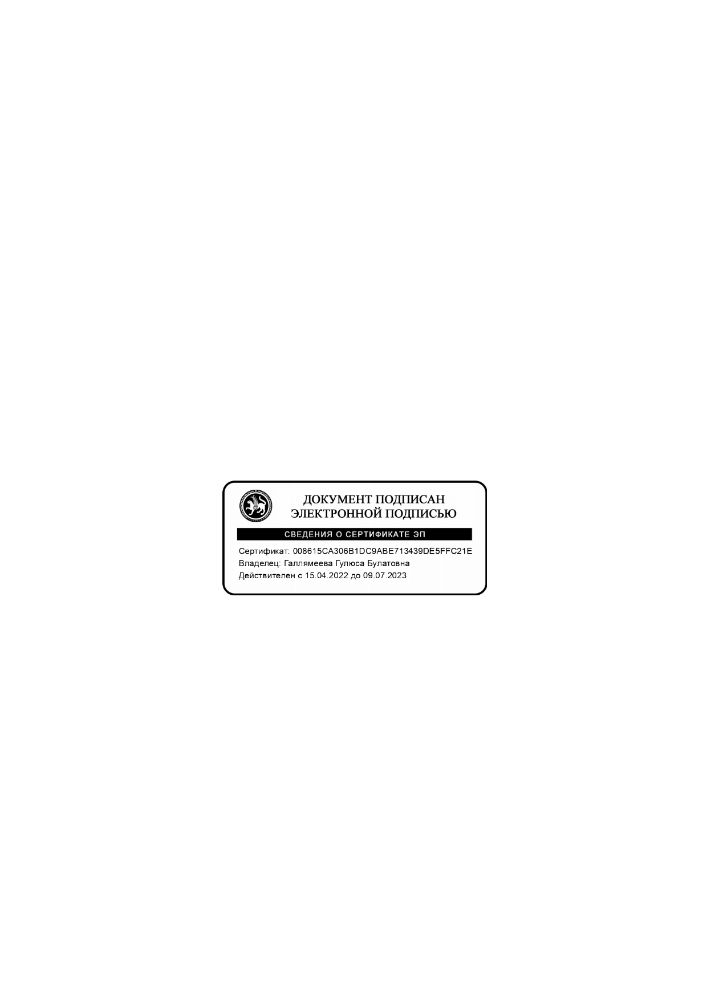 ДОКУМЕНТ ПОДПИСАН
ЭЛЕКТРОННОЙ ПОДПИСЬЮ
СВЕДЕНИЯ О СЕРТИФИКАТЕ ЭП
Сертификат: 008615CA306B1DC9ABE713439DE5FFC21E
Владелец: Галлямеева Гулюса Булатовна
Действителен с 15.04.2022 до 09.07.2023